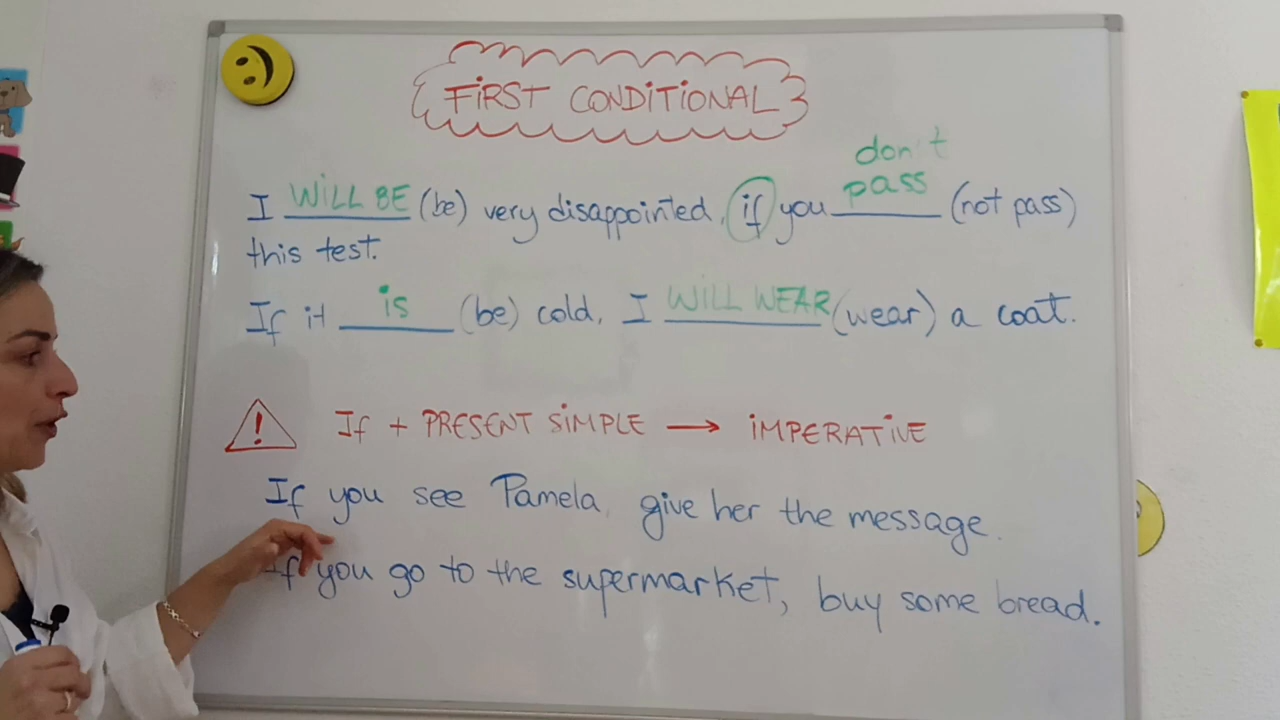 FIRST CONDITIONAL
don't
I WILL BE (be) very disappointed, if you pass (not pass)
this test.
If it is (be) cold, I WILL WEAR (wear) a coat.
! If + PRESENT SIMPLE → IMPERATIVE
If you see Pamela, give her the message.
If you go to the supermarket, buy some bread.